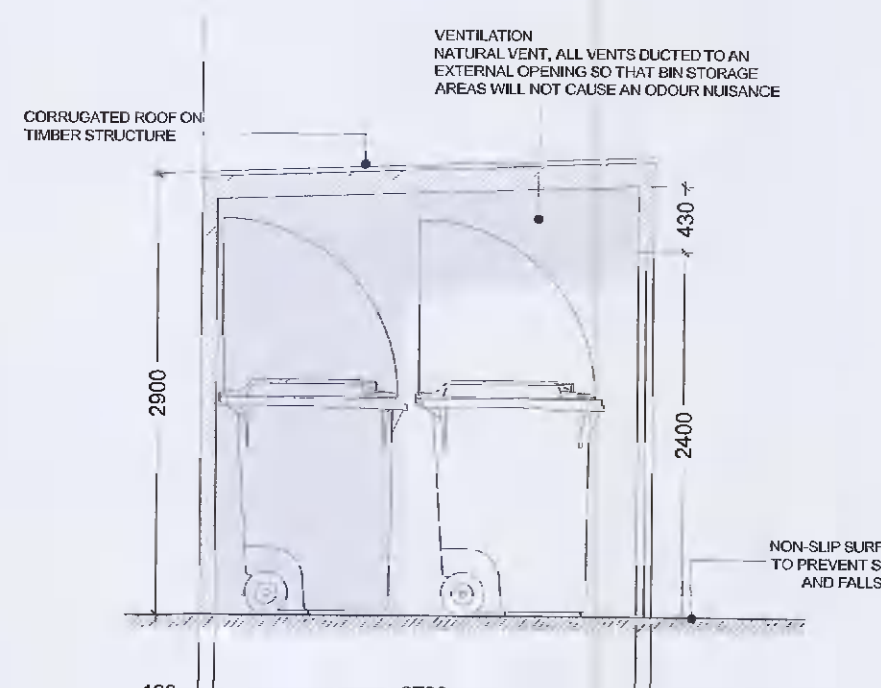 VENTILATION
NATURAL VENT, ALL VENTS DUCTED TO AN
EXTERNAL OPENING SO THAT BIN STORAGE
AREAS WILL NOT CAUSE AN ODOUR NUISANCE
CORRUGATED ROOF ON
TIMBER STRUCTURE
430
2900
2400
NON-SLIP SURF
TO PREVENT S
AND FALLS